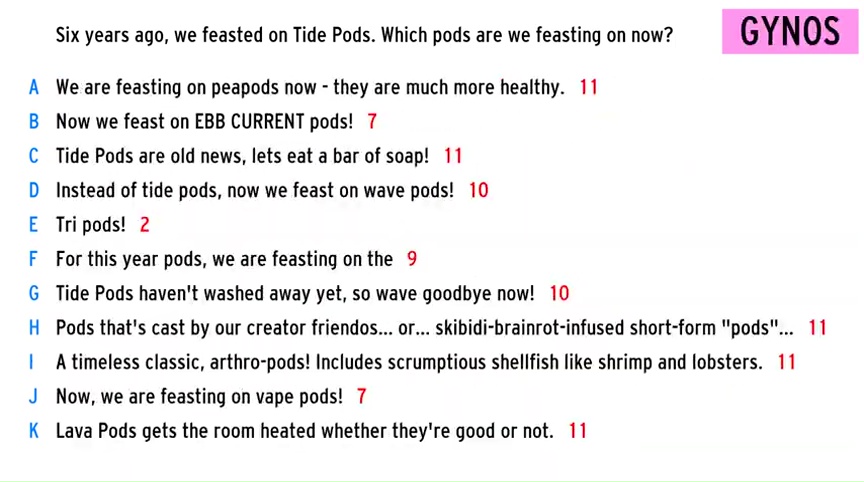 Six years ago, we feasted on Tide Pods. Which pods are we feasting on now?
GYNOS
A We are feasting on peapods now - they are much more healthy. 11
B Now we feast on EBB CURRENT pods! 7
C Tide Pods are old news, lets eat a bar of soap! 11
D Instead of tide pods, now we feast on wave pods! 10
E Tri pods! 2
F For this year pods, we are feasting on the 9
G Tide Pods haven't washed away yet, so wave goodbye now! 10
H Pods that's cast by our creator friendos... or... skibidi-brainrot-infused short-form "pods"... 11
I A timeless classic, arthro-pods! Includes scrumptious shellfish like shrimp and lobsters. 11
J Now, we are feasting on vape pods! 7
K Lava Pods gets the room heated whether they're good or not. 11